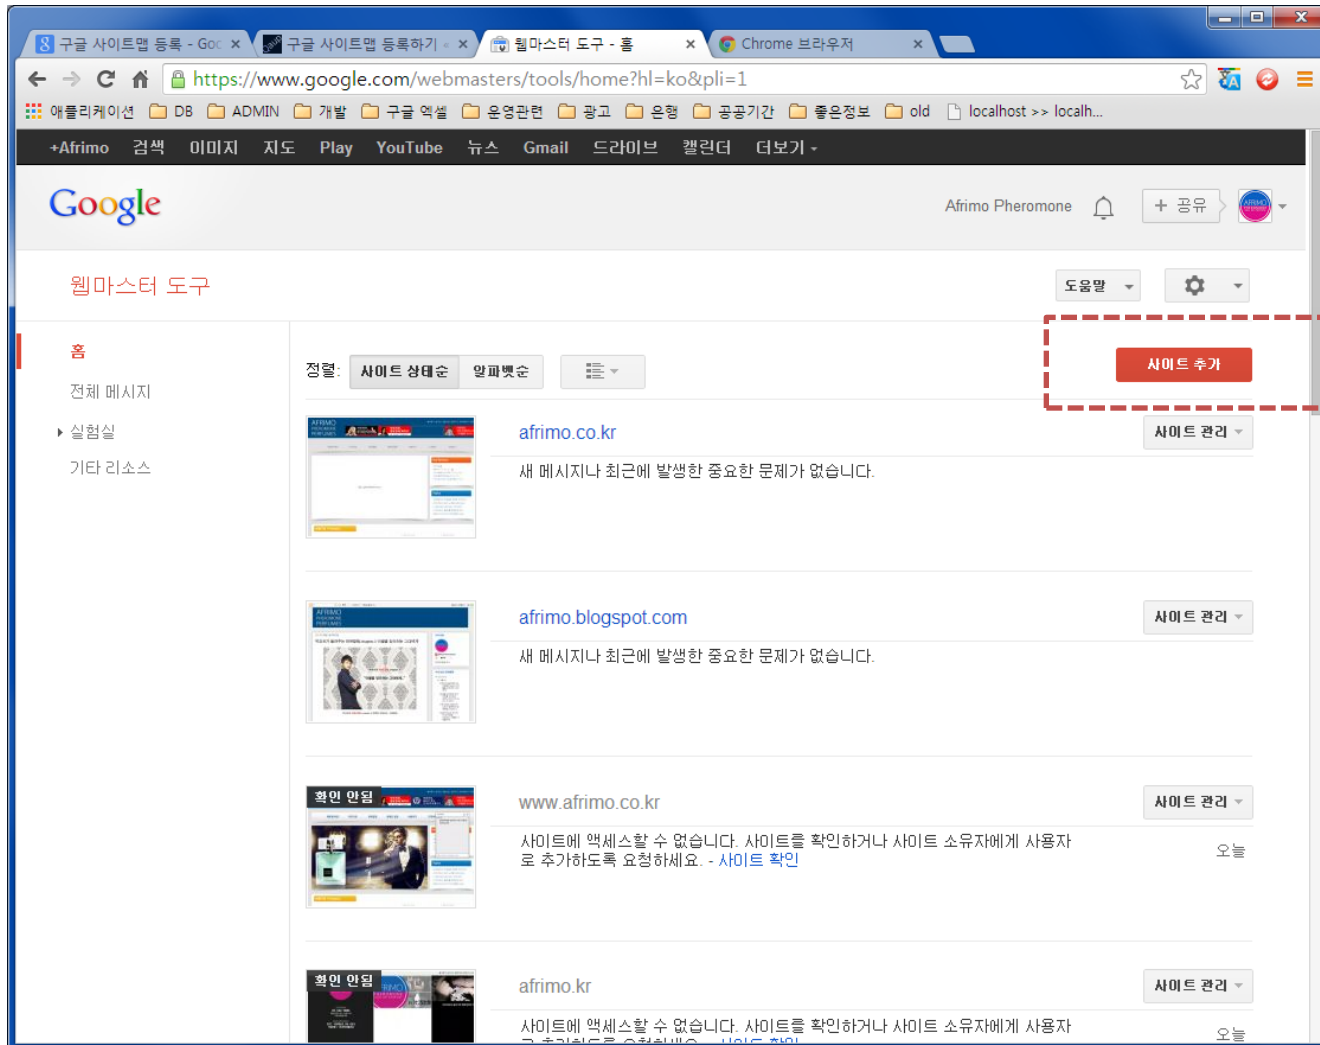 구글 사이트맵 등록 - Goo
구글 사이트맵 등록하기 «
웹마스터 도구 - 홈
Chrome 브라우저
https://www.google.com/webmasters/tools/home?hl=ko&pli=1
애플리케이션 DB ADMIN 개발 구글 엑셀 운영관련 광고 은행 공공기간 좋은정보 old localhost >> localh...
+Afrimo 검색 이미지 지도 Play YouTube 뉴스 Gmail 드라이브 캘린더 더보기
Google
Afrimo Pheromone
+ 공유
웹마스터 도구
도움말
홈
전체 메시지
실험실
기타 리소스
정렬: 사이트 상태순 알파벳순
사이트 추가
afrimo.co.kr
사이트 관리
새 메시지나 최근에 발생한 중요한 문제가 없습니다.
afrimo.blogspot.com
사이트 관리
새 메시지나 최근에 발생한 중요한 문제가 없습니다.
확인 안됨
www.afrimo.co.kr
사이트 관리
사이트에 액세스할 수 없습니다. 사이트를 확인하거나 사이트 소유자에게 사용자
로 추가하도록 요청하세요. - 사이트 확인
오늘
확인 안됨
afrimo.kr
사이트 관리
사이트에 액세스할 수 없습니다. 사이트를 확인하거나 사이트 소유자에게 사용자
오늘